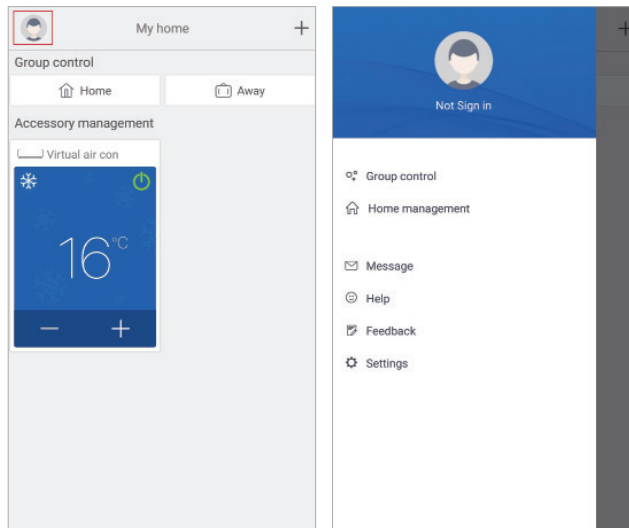 My home
+
Group control
Home
Away
Accessory management
Virtual air con
16°C
— +
Not Sign in
Group control
Home management
Message
Help
Feedback
Settings